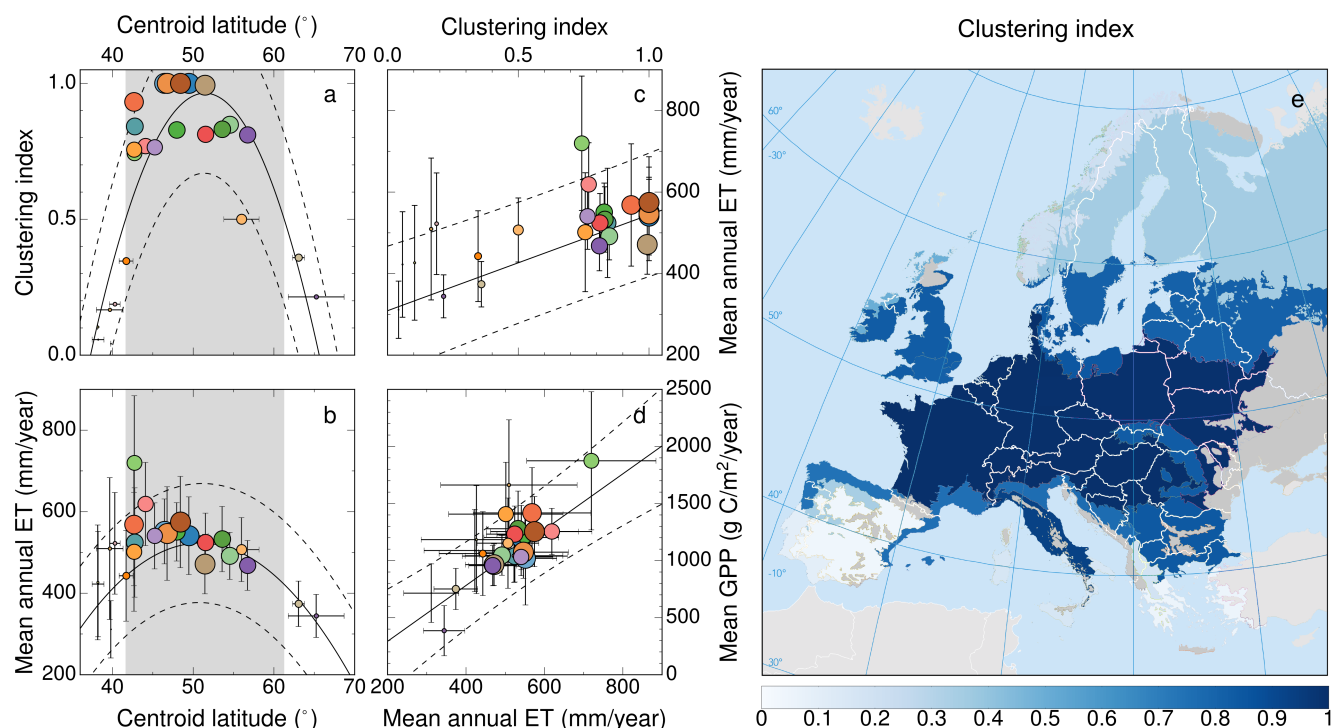 Centroid latitude (°)
40 50 60 70
Clustering index
0.0 0.5 1.0
Clustering index
1.0
0.5
0.0
a
c
800
600
400
200
Mean annual ET (mm/year)
Mean annual ET (mm/year)
800
600
400
200
b
d
2500
2000
1500
1000
500
0
Mean GPP (g C/m²/year)
40 50 60 70
Centroid latitude (°)
200 400 600 800
Mean annual ET (mm/year)
Clustering index
e
60°
-30°
50°
40°
-10°
30°
0 0.1 0.2 0.3 0.4 0.5 0.6 0.7 0.8 0.9 1